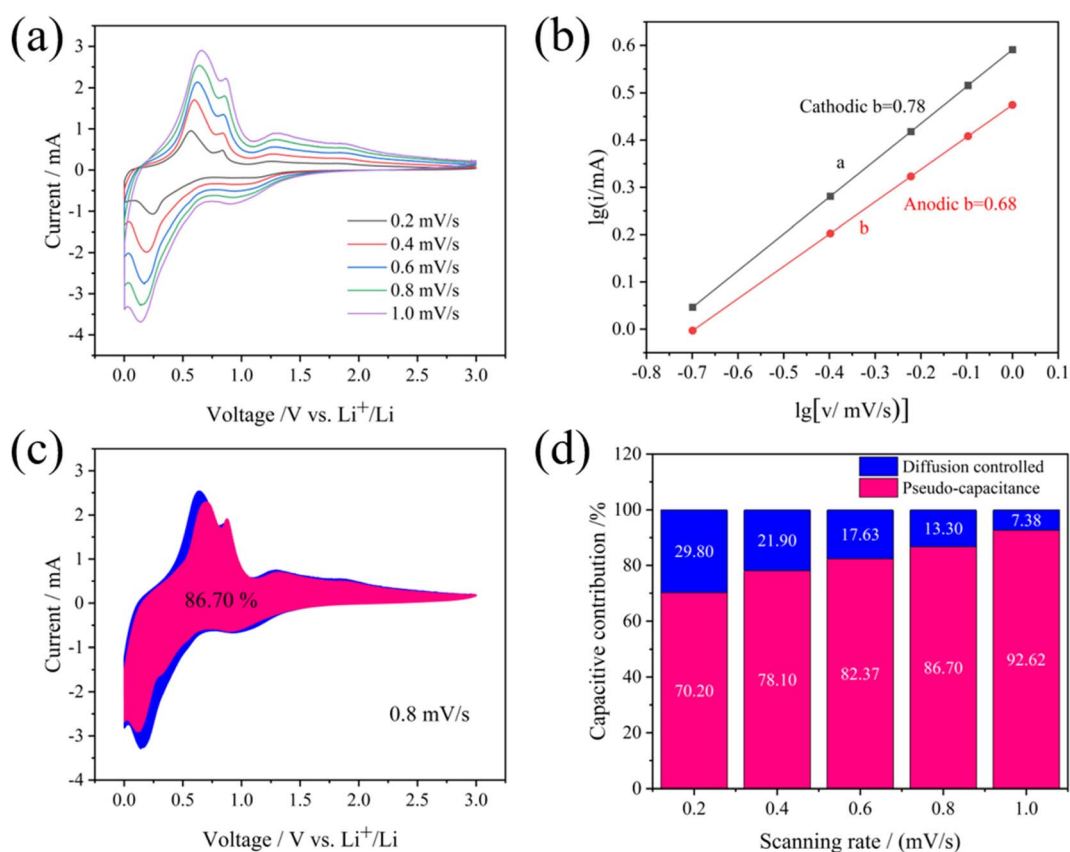 (a)
3
2
1
0
-1
-2
-3
-4
Current / mA
0.2 mV/s
0.4 mV/s
0.6 mV/s
0.8 mV/s
1.0 mV/s
0.0 0.5 1.0 1.5 2.0 2.5 3.0
Voltage /V vs. Li⁺/Li
(b)
0.6
0.5
0.4
0.3
0.2
0.1
0.0
lg(i/mA)
Cathodic b=0.78
a
Anodic b=0.68
b
-0.8 -0.7 -0.6 -0.5 -0.4 -0.3 -0.2 -0.1 0.0 0.1
lg[v/ mV/s)]
(c)
3
2
1
0
-1
-2
-3
-4
Current / mA
86.70 %
0.8 mV/s
0.0 0.5 1.0 1.5 2.0 2.5 3.0
Voltage / V vs. Li⁺/Li
(d)
120
100
80
60
40
20
0
Capacitive contribution /%
Diffusion controlled
Pseudo-capacitance
29.80 21.90 17.63 13.30 7.38
70.20 78.10 82.37 86.70 92.62
0.2 0.4 0.6 0.8 1.0
Scanning rate / (mV/s)